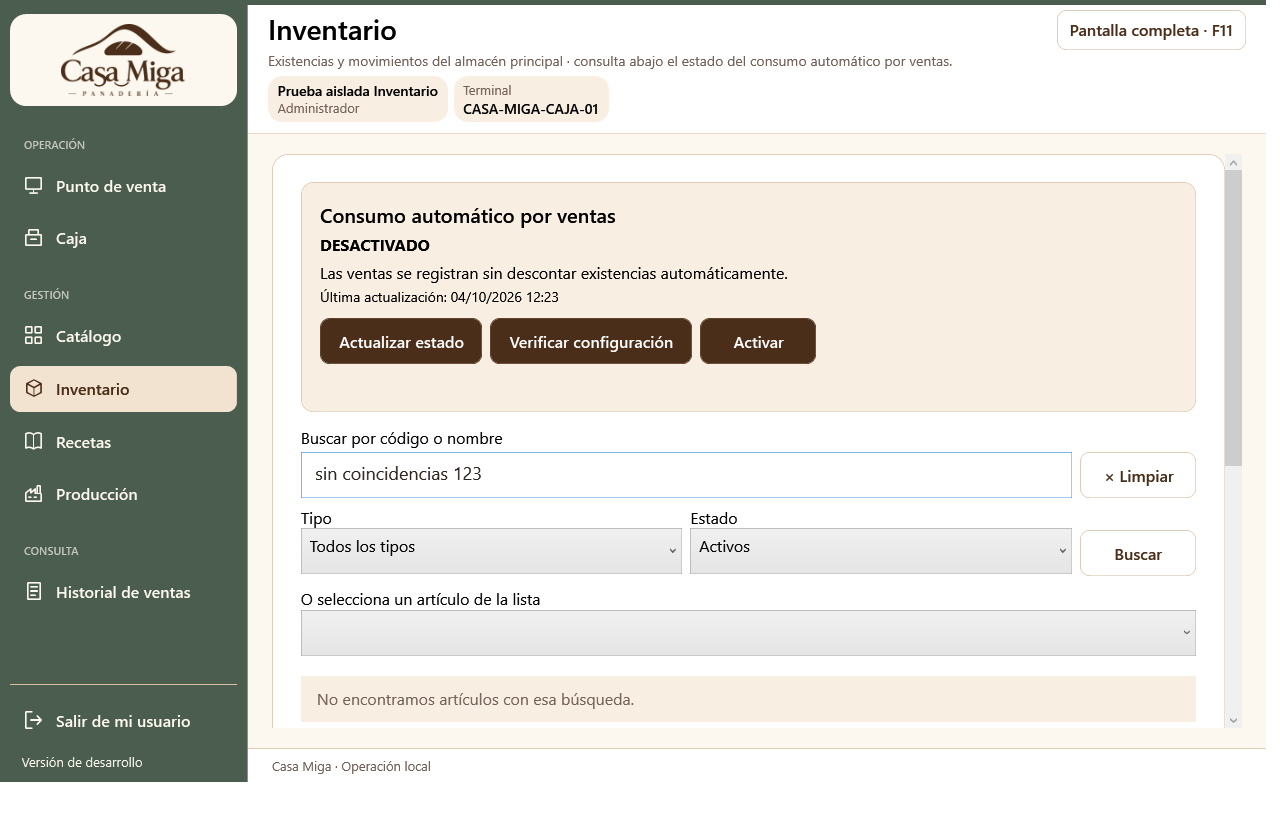 Casa Miga
PANADERÍA
OPERACIÓN
Punto de venta
Caja
GESTIÓN
Catálogo
Inventario
Recetas
Producción
CONSULTA
Historial de ventas
Salir de mi usuario
Versión de desarrollo
Inventario
Pantalla completa · F11
Existencias y movimientos del almacén principal · consulta abajo el estado del consumo automático por ventas.
Prueba aislada Inventario
Administrador
Terminal
CASA-MIGA-CAJA-01
Consumo automático por ventas
DESACTIVADO
Las ventas se registran sin descontar existencias automáticamente.
Última actualización: 04/10/2026 12:23
Actualizar estado
Verificar configuración
Activar
Buscar por código o nombre
sin coincidencias 123
× Limpiar
Tipo
Estado
Todos los tipos
Activos
Buscar
O selecciona un artículo de la lista
No encontramos artículos con esa búsqueda.
Casa Miga · Operación local